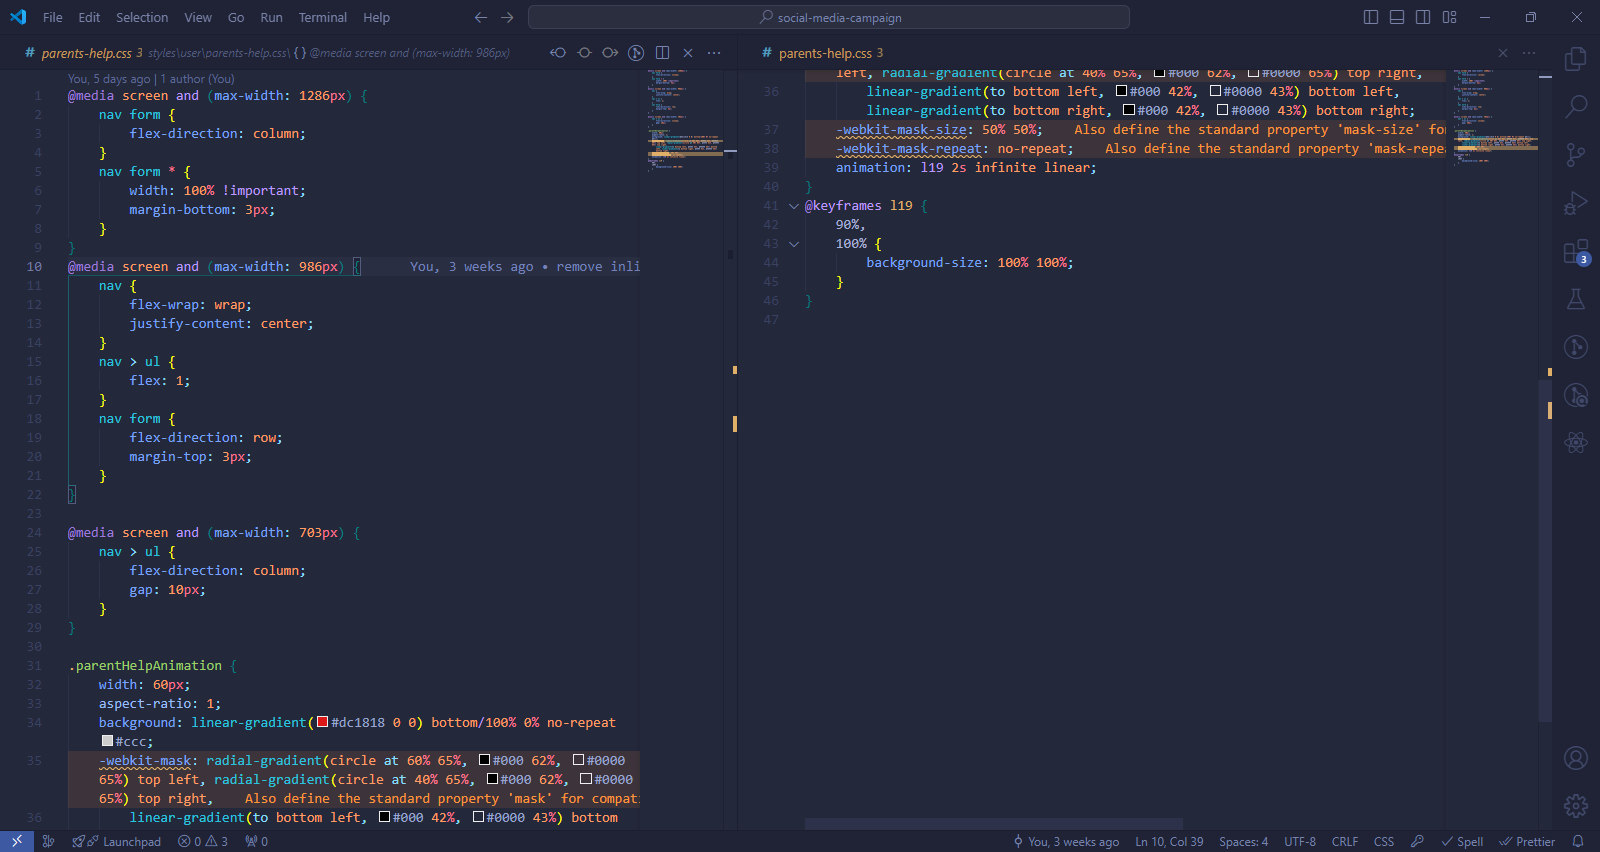 File Edit Selection View Go Run Terminal Help
social-media-campaign
# parents-help.css 3 styles\user\parents-help.css\ { } @media screen and (max-width: 986px)
You, 5 days ago | 1 author (You)
1 @media screen and (max-width: 1286px) {
2 nav form {
3 flex-direction: column;
4 }
5 nav form * {
6 width: 100% !important;
7 margin-bottom: 3px;
8 }
9 }
10 @media screen and (max-width: 986px) { You, 3 weeks ago • remove inli
11 nav {
12 flex-wrap: wrap;
13 justify-content: center;
14 }
15 nav > ul {
16 flex: 1;
17 }
18 nav form {
19 flex-direction: row;
20 margin-top: 3px;
21 }
22 }
23
24 @media screen and (max-width: 703px) {
25 nav > ul {
26 flex-direction: column;
27 gap: 10px;
28 }
29 }
30
31 .parentHelpAnimation {
32 width: 60px;
33 aspect-ratio: 1;
34 background: linear-gradient(#dc1818 0 0) bottom/100% 0% no-repeat
#ccc;
35 -webkit-mask: radial-gradient(circle at 60% 65%, #000 62%, #0000
65%) top left, radial-gradient(circle at 40% 65%, #000 62%, #0000
65%) top right, Also define the standard property 'mask' for compati
36 linear-gradient(to bottom left, #000 42%, #0000 43%) bottom
# parents-help.css 3
left, radial-gradient(circle at 40% 65%, #000 62%, #0000 65%) top right,
36 linear-gradient(to bottom left, #000 42%, #0000 43%) bottom left,
linear-gradient(to bottom right, #000 42%, #0000 43%) bottom right;
37 -webkit-mask-size: 50% 50%; Also define the standard property 'mask-size' fo
38 -webkit-mask-repeat: no-repeat; Also define the standard property 'mask-repea
39 animation: l19 2s infinite linear;
40 }
41 @keyframes l19 {
42 90%,
43 100% {
44 background-size: 100% 100%;
45 }
46 }
47
3
Launchpad 0 3 0
You, 3 weeks ago Ln 10, Col 39 Spaces: 4 UTF-8 CRLF CSS Spell Prettier